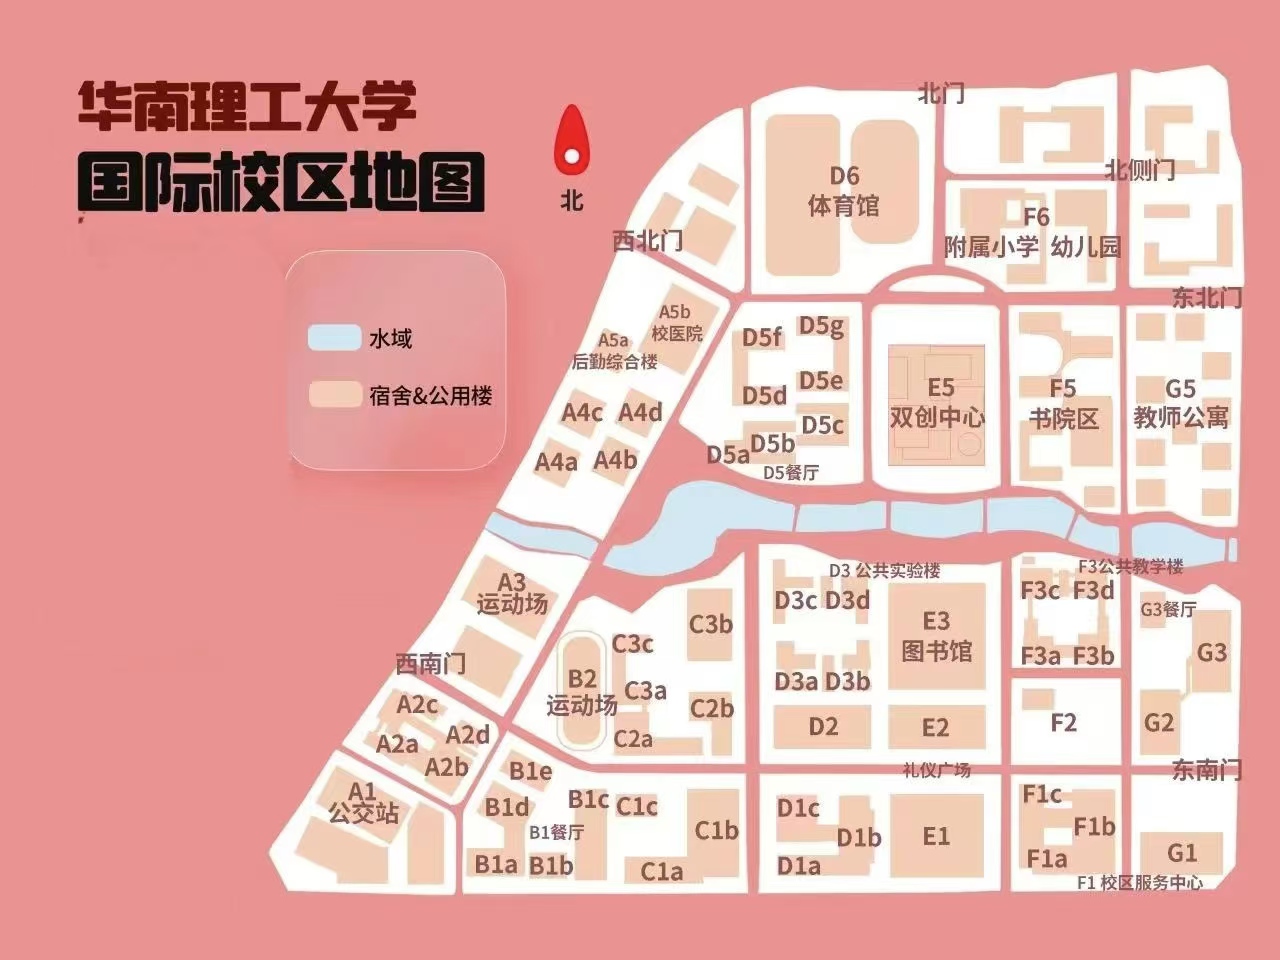 华南理工大学
国际校区地图
北
水域
宿舍&公用楼
北门
北侧门
西北门
东北门
西南门
东南门
D6
体育馆
F6
附属小学 幼儿园
A5b
校医院
A5a
后勤综合楼
A4c
A4d
A4a
A4b
D5f
D5g
D5d
D5e
D5c
D5b
D5a
D5餐厅
E5
双创中心
F5
书院区
G5
教师公寓
A3
运动场
B2
运动场
C3c
C3b
C3a
C2b
C2a
D3 公共实验楼
D3c
D3d
D3a
D3b
D2
E3
图书馆
E2
礼仪广场
F3公共教学楼
F3c
F3d
F3a
F3b
F2
G3餐厅
G3
G2
A2c
A2a
A2d
A2b
A1
公交站
B1e
B1d
B1c
B1餐厅
B1a
B1b
C1c
C1b
C1a
D1c
D1b
D1a
E1
F1c
F1b
F1a
F1 校区服务中心
G1